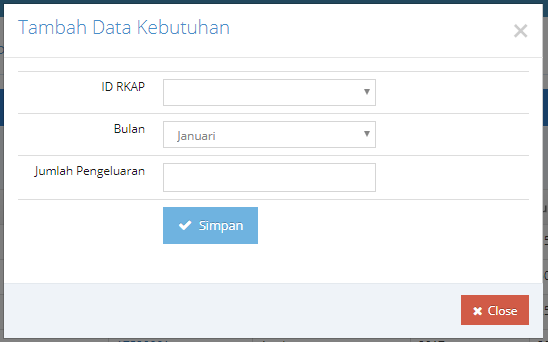 Tambah Data Kebutuhan
ID RKAP
Bulan
Januari
Jumlah Pengeluaran
Simpan
Close